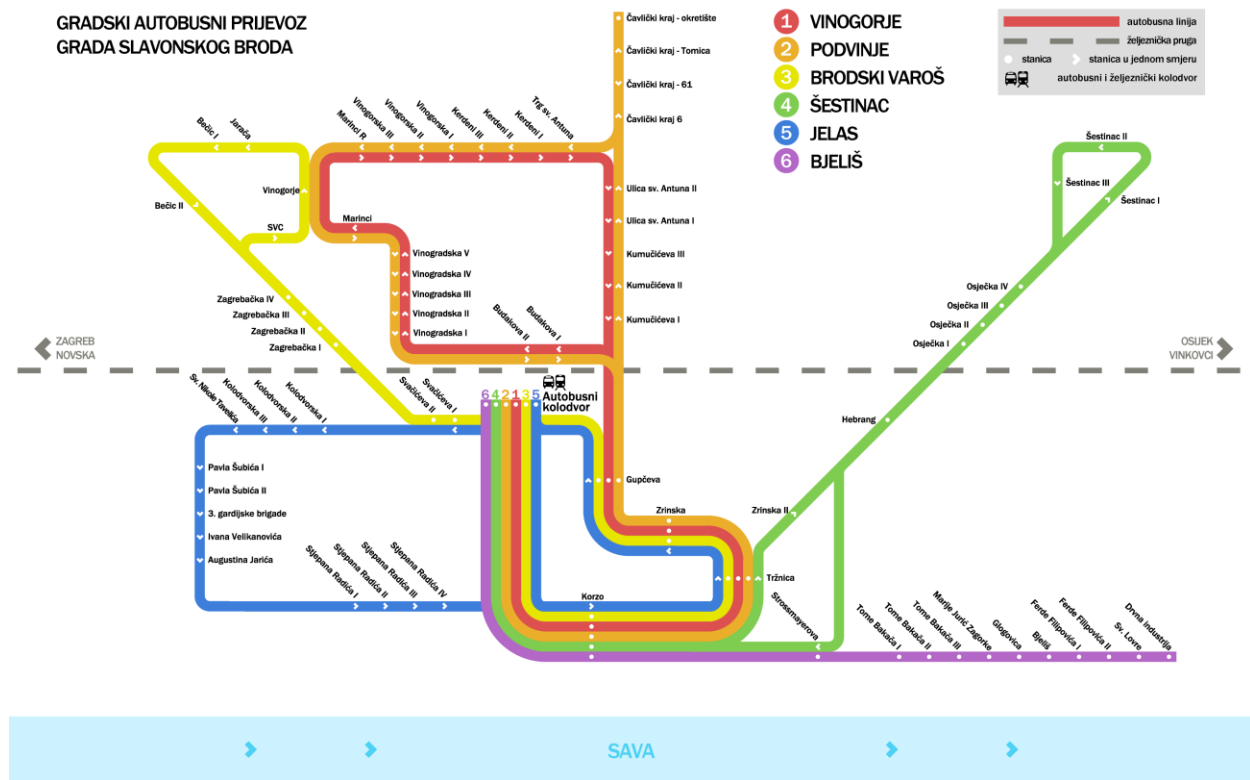 GRADSKI AUTOBUSNI PRIJEVOZ
GRADA SLAVONSKOG BRODA
1 VINOGORJE
2 PODVINJE
3 BRODSKI VAROŠ
4 ŠESTINAC
5 JELAS
6 BJELIŠ
autobusna linija
željeznička pruga
stanica
stanica u jednom smjeru
autobusni i željeznički kolodvor
Čavlički kraj - okretište
Čavlički kraj - Tomica
Čavlički kraj - 61
Čavlički kraj 6
Trg sv. Antuna
Kerdeni I
Kerdeni II
Kerdeni III
Vinogorska I
Vinogorska II
Vinogorska III
Marinci R
Jarača
Bečic I
Bečic II
Vinogorje
SVC
Marinci
Vinogradska V
Vinogradska IV
Vinogradska III
Vinogradska II
Vinogradska I
Budakova II
Budakova I
Ulica sv. Antuna II
Ulica sv. Antuna I
Kumučićeva III
Kumučićeva II
Kumučićeva I
Zagrebačka IV
Zagrebačka III
Zagrebačka II
Zagrebačka I
Šestinac II
Šestinac III
Šestinac I
Osječka IV
Osječka III
Osječka II
Osječka I
ZAGREB
NOVSKA
OSIJEK
VINKOVCI
Svačićeva II
Svačićeva I
6 4 2 1 3 5
Autobusni
kolodvor
Sv. Nikole Tavelića
Kolodvorska III
Kolodvorska II
Kolodvorska I
Hebrang
Pavla Šubića I
Pavla Šubića II
3. gardijske brigade
Ivana Velikanovića
Augustina Jarića
Gupčeva
Zrinska
Zrinska II
Stjepana Radića I
Stjepana Radića II
Stjepana Radića III
Stjepana Radića IV
Korzo
Tržnica
Strossmayerova
Tome Bakača I
Tome Bakača II
Tome Bakača III
Marije Jurić Zagorke
Glogovica
Bjeliš
Ferde Filipovića I
Ferde Filipovića II
Sv. Lovre
Drvna industrija
SAVA